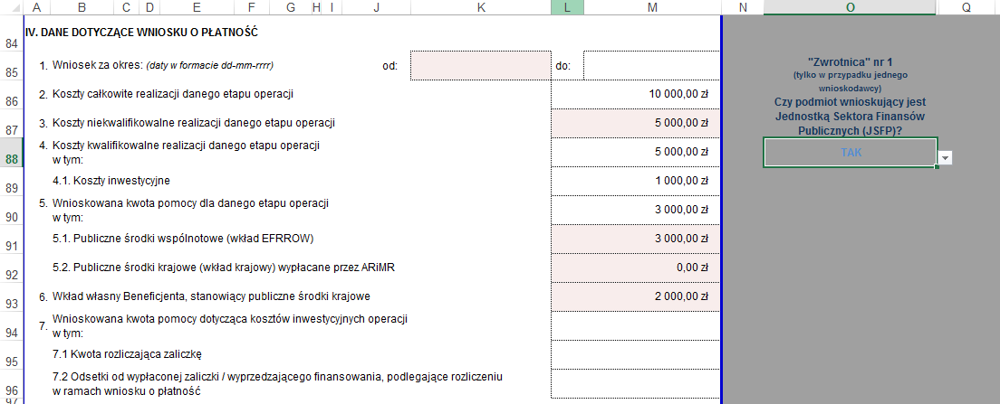 A B C D E F G H I J K L M N O Q
84 IV. DANE DOTYCZĄCE WNIOSKU O PŁATNOŚĆ
85 1. Wniosek za okres: (daty w formacie dd-mm-rrrr) od: do:
86 2. Koszty całkowite realizacji danego etapu operacji 10 000,00 zł
87 3. Koszty niekwalifikowalne realizacji danego etapu operacji 5 000,00 zł
88 4. Koszty kwalifikowalne realizacji danego etapu operacji
w tym: 5 000,00 zł
89 4.1. Koszty inwestycyjne 1 000,00 zł
90 5. Wnioskowana kwota pomocy dla danego etapu operacji
w tym: 3 000,00 zł
91 5.1. Publiczne środki wspólnotowe (wkład EFRROW) 3 000,00 zł
92 5.2. Publiczne środki krajowe (wkład krajowy) wypłacane przez ARiMR 0,00 zł
93 6. Wkład własny Beneficjenta, stanowiący publiczne środki krajowe 2 000,00 zł
94 7. Wnioskowana kwota pomocy dotycząca kosztów inwestycyjnych operacji
w tym:
95 7.1 Kwota rozliczająca zaliczkę
96 7.2 Odsetki od wypłaconej zaliczki / wyprzedzającego finansowania, podlegające rozliczeniu
w ramach wniosku o płatność
97
"Zwrotnica" nr 1
(tylko w przypadku jednego
wnioskodawcy)
Czy podmiot wnioskujący jest
Jednostką Sektora Finansów
Publicznych (JSFP)?
TAK